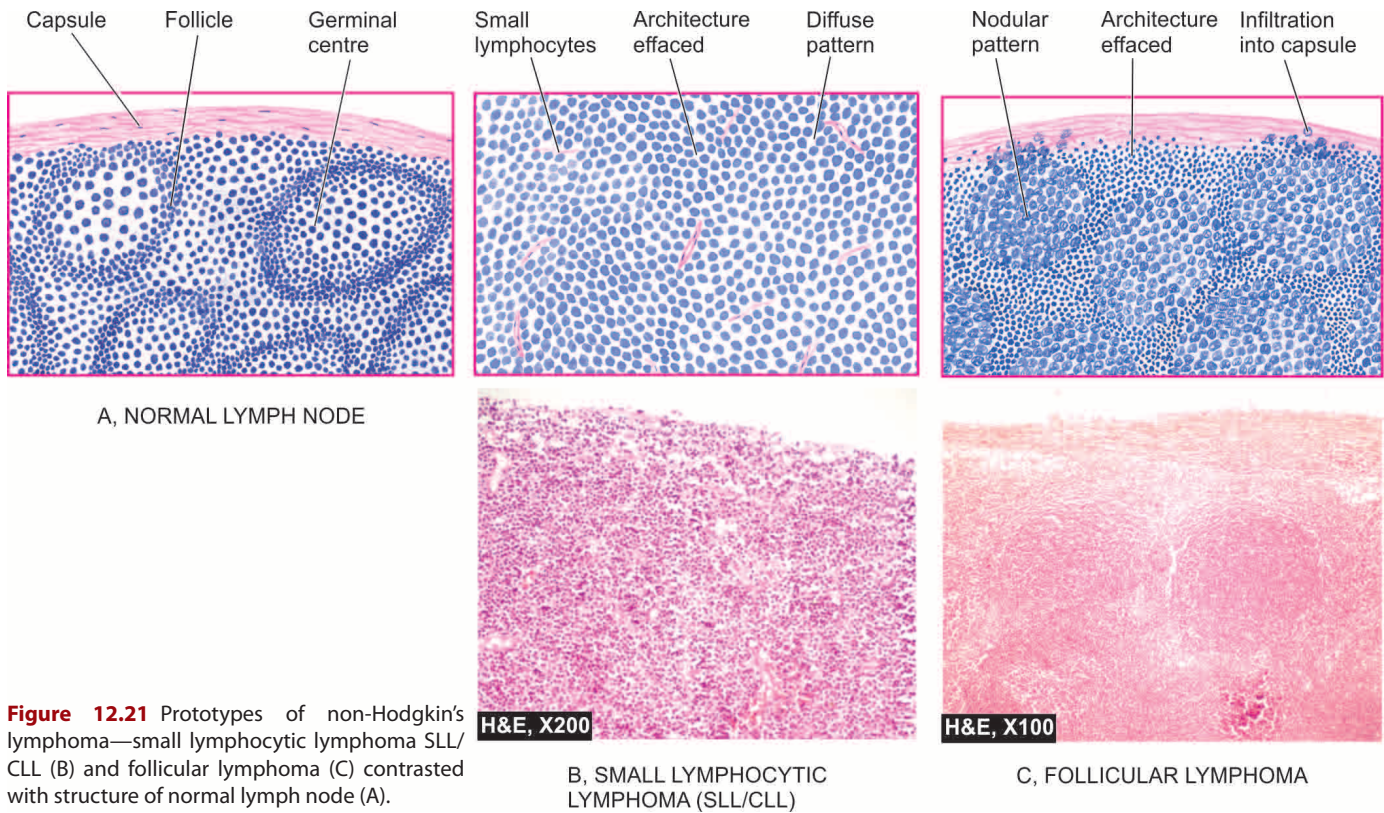 Capsule
Follicle
Germinal
centre
Small
lymphocytes
Architecture
effaced
Diffuse
pattern
Nodular
pattern
Architecture
effaced
Infiltration
into capsule
A, NORMAL LYMPH NODE
H&E, X200
H&E, X100
B, SMALL LYMPHOCYTIC
LYMPHOMA (SLL/CLL)
C, FOLLICULAR LYMPHOMA
Figure 12.21 Prototypes of non-Hodgkin's
lymphoma—small lymphocytic lymphoma SLL/
CLL (B) and follicular lymphoma (C) contrasted
with structure of normal lymph node (A).